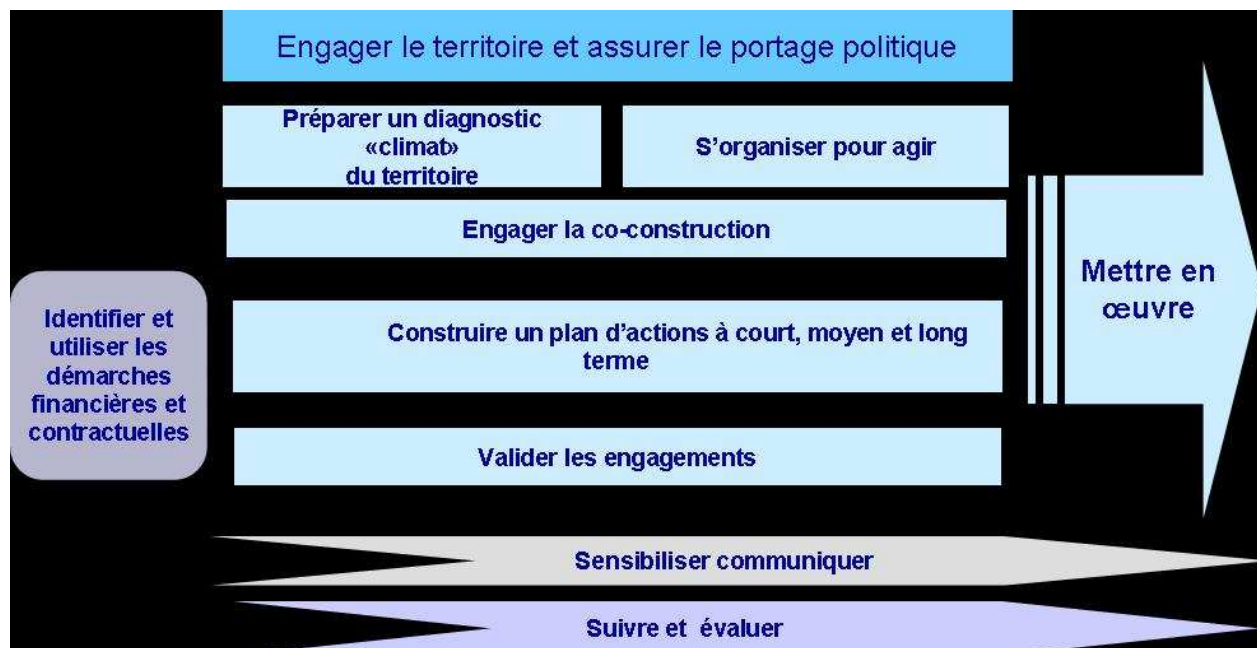 Engager le territoire et assurer le portage politique
Préparer un diagnostic
«climat»
du territoire
S'organiser pour agir
Engager la co-construction
Identifier et
utiliser les
démarches
financières et
contractuelles
Construire un plan d'actions à court, moyen et long
terme
Valider les engagements
Mettre en
œuvre
Sensibiliser communiquer
Suivre et évaluer